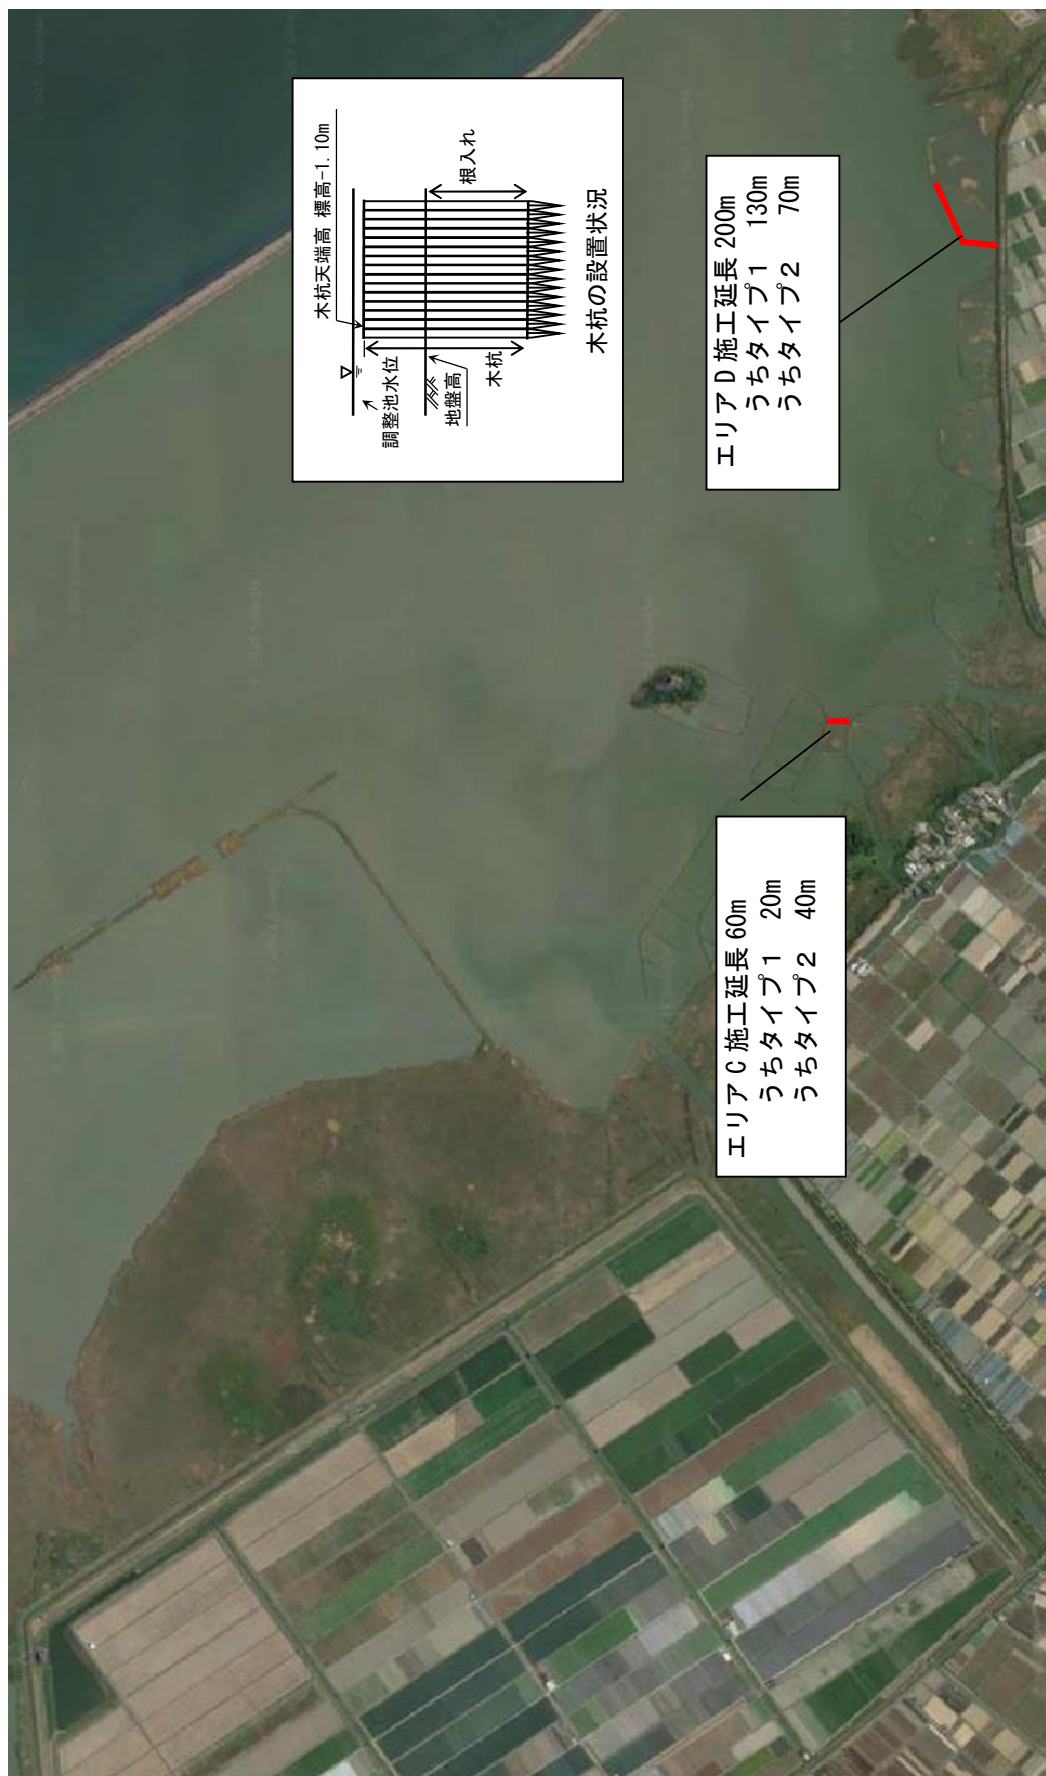 木杭天端高 標高-1.10m
調整池水位
地盤高
木杭
根入れ
木杭の設置状況
エリア C 施工延長 60m
うちタイプ１ 20m
うちタイプ２ 40m
エリア D 施工延長 200m
うちタイプ１ 130m
うちタイプ２ 70m